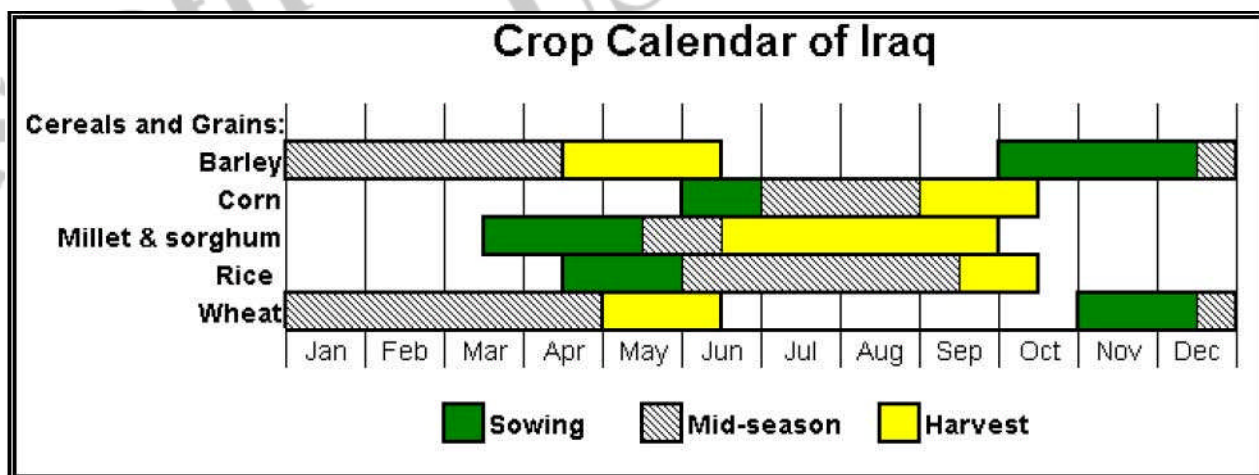 Crop Calendar of Iraq
Cereals and Grains:
Barley
Corn
Millet & sorghum
Rice
Wheat
Jan Feb Mar Apr May Jun Jul Aug Sep Oct Nov Dec
Sowing Mid-season Harvest